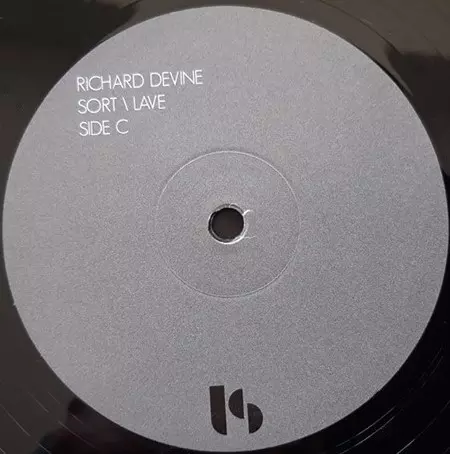 RICHARD DEVINE
SORT \ LAVE
SIDE C